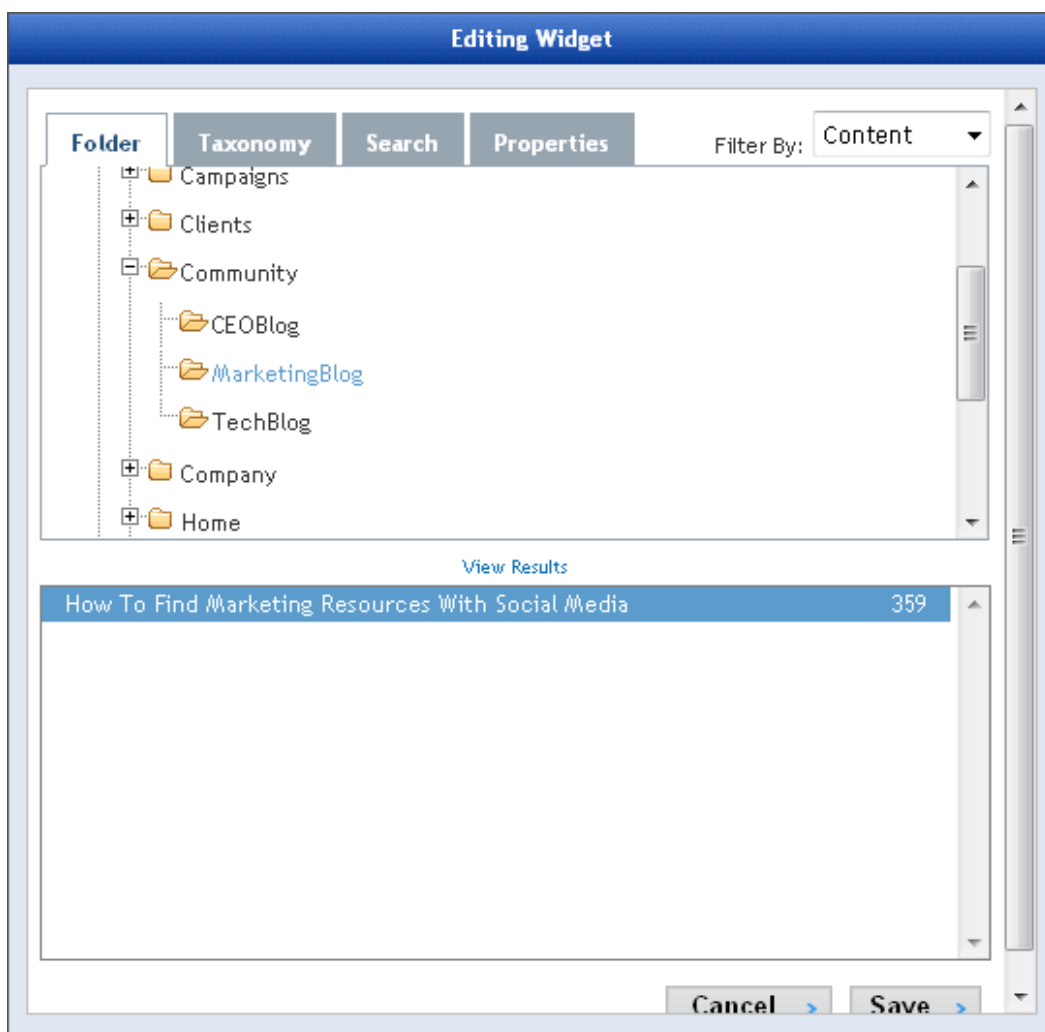 Editing Widget
Folder Taxonomy Search Properties Filter By: Content
Campaigns
Clients
Community
CEOBlog
MarketingBlog
TechBlog
Company
Home
View Results
How To Find Marketing Resources With Social Media 359
Cancel Save